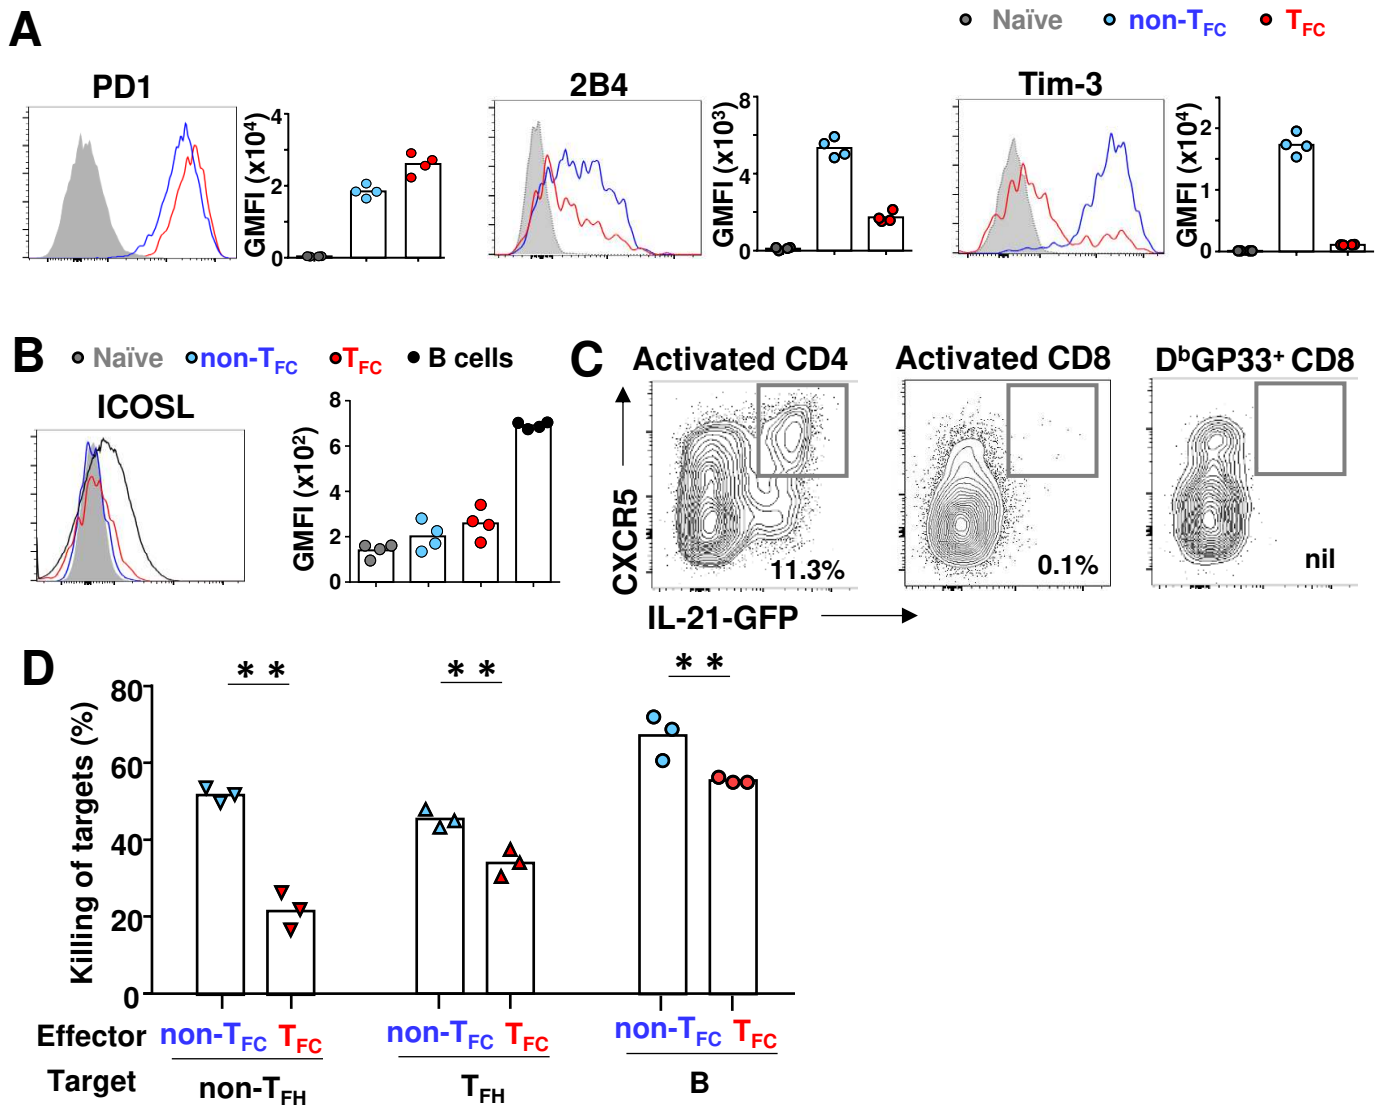 A
Naïve non-TFC TFC
PD1 2B4 Tim-3
GMFI (x10⁴)
4
2
0
GMFI (x10³)
8
4
0
GMFI (x10⁴)
2
1
0
B
Naïve non-TFC TFC B cells
ICOSL
GMFI (x10²)
8
6
4
2
0
C
Activated CD4 Activated CD8 DᵇGP33⁺ CD8
CXCR5
11.3% 0.1% nil
IL-21-GFP
D
** ** **
Killing of targets (%)
80
60
40
20
0
Effector non-TFC TFC non-TFC TFC non-TFC TFC
Target non-TFH TFH B